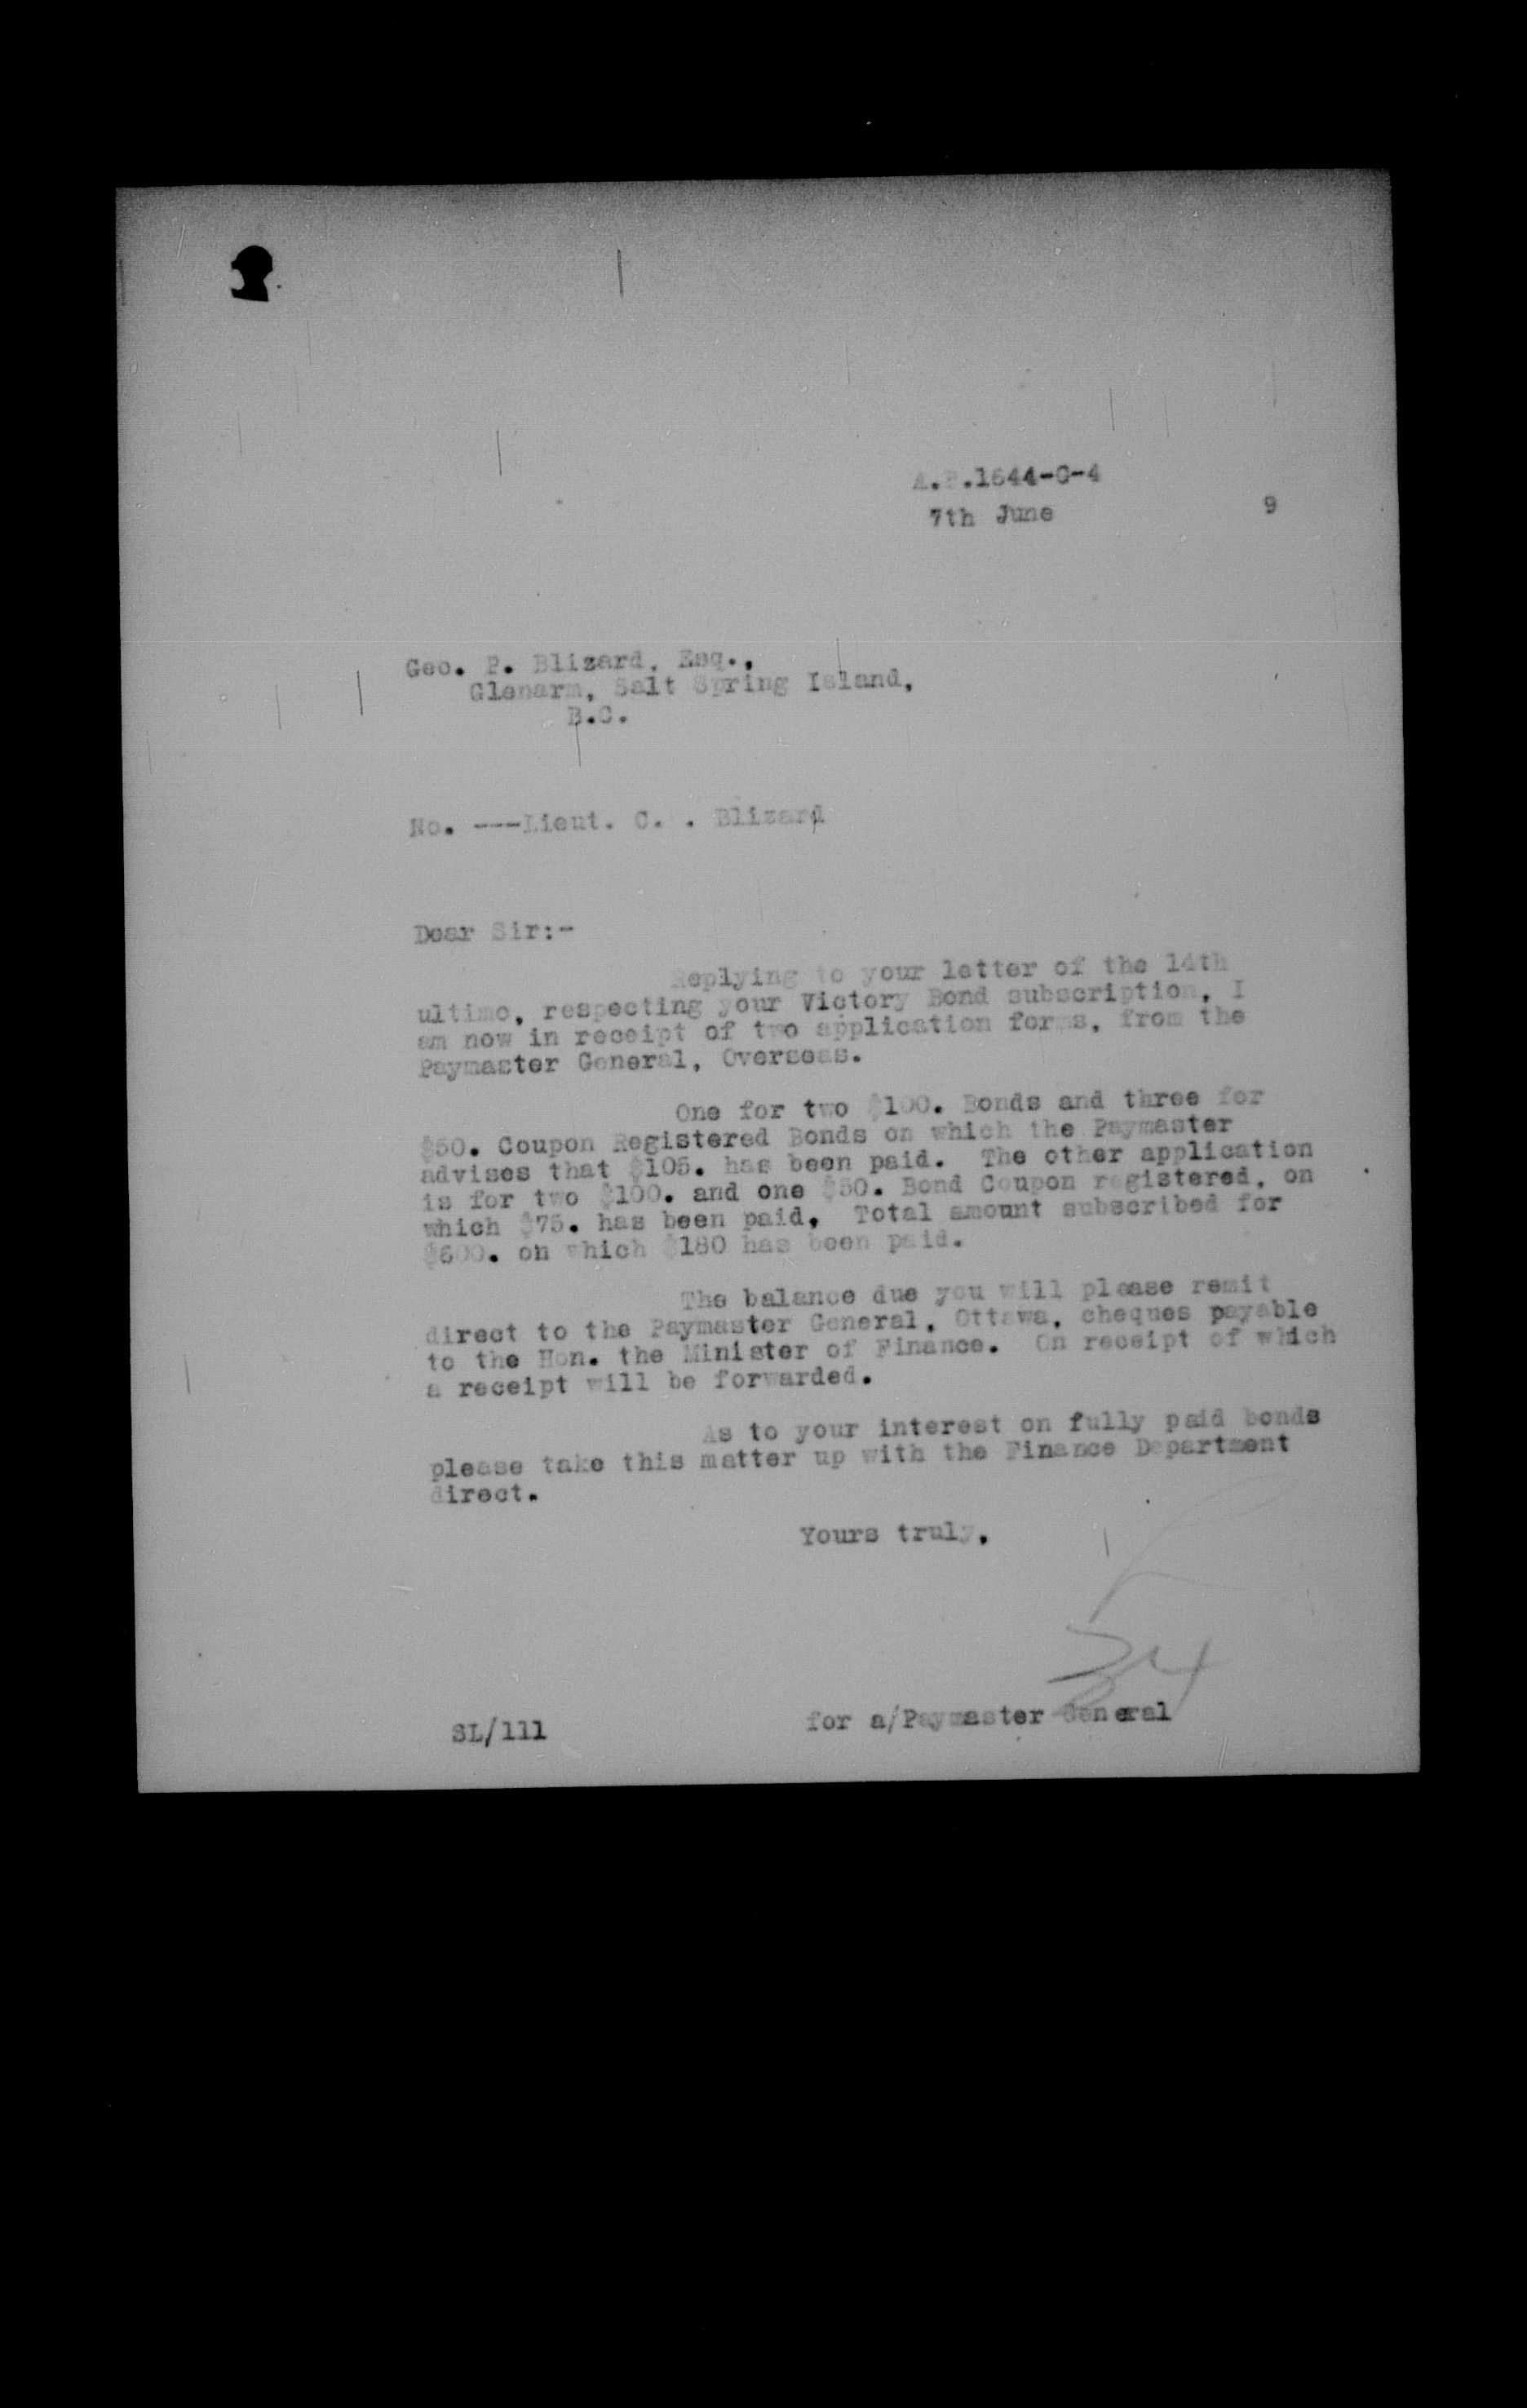 A.P.1644-C-4
7th June 9
Geo. P. Blizard, Esq.,
Glenarm, Salt Spring Island,
B.C.
No. ---Lieut. C. . Blizard
Dear Sir:-
Replying to your letter of the 14th
ultimo, respecting your Victory Bond subscription, I
am now in receipt of two application forms, from the
Paymaster General, Overseas.
One for two $100. Bonds and three for
$50. Coupon Registered Bonds on which the Paymaster
advises that $105. has been paid. The other application
is for two $100. and one $50. Bond Coupon registered, on
which $75. has been paid, Total amount subscribed for
$600. on which $180 has been paid.
The balance due you will please remit
direct to the Paymaster General, Ottawa, cheques payable
to the Hon. the Minister of Finance. On receipt of which
a receipt will be forwarded.
As to your interest on fully paid bonds
please take this matter up with the Finance Department
direct.
Yours truly,
SL/111 for a/Paymaster General